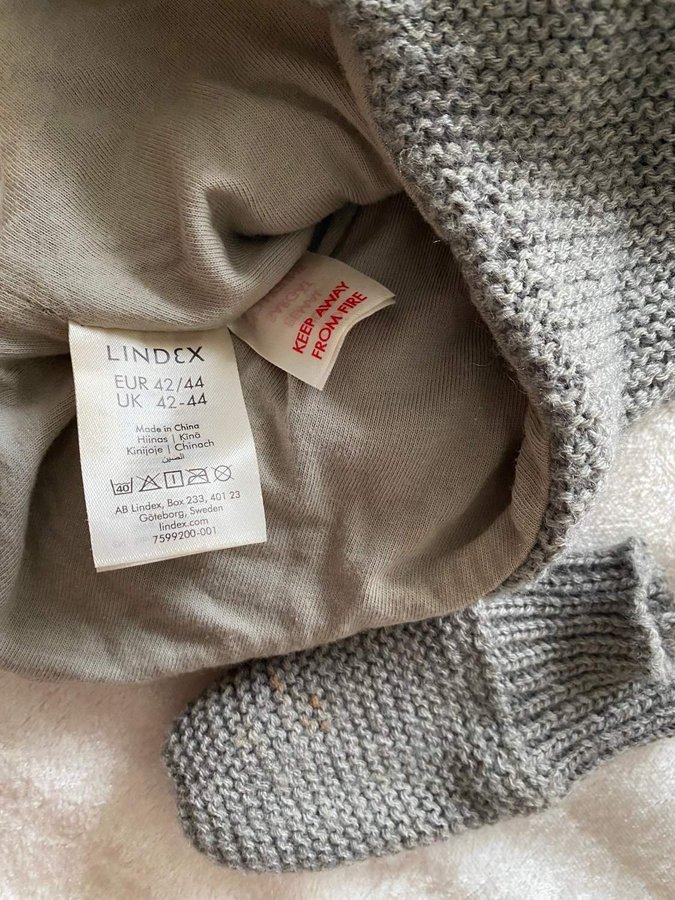 LINDEX
EUR 42/44
UK 42-44
Made in China
Hiinas | Kīnā
Kinijoje | Chinach
الصين
40
AB Lindex, Box 233, 401 23
Göteborg, Sweden
lindex.com
7599200-001
KEEP AWAY
FROM FIRE